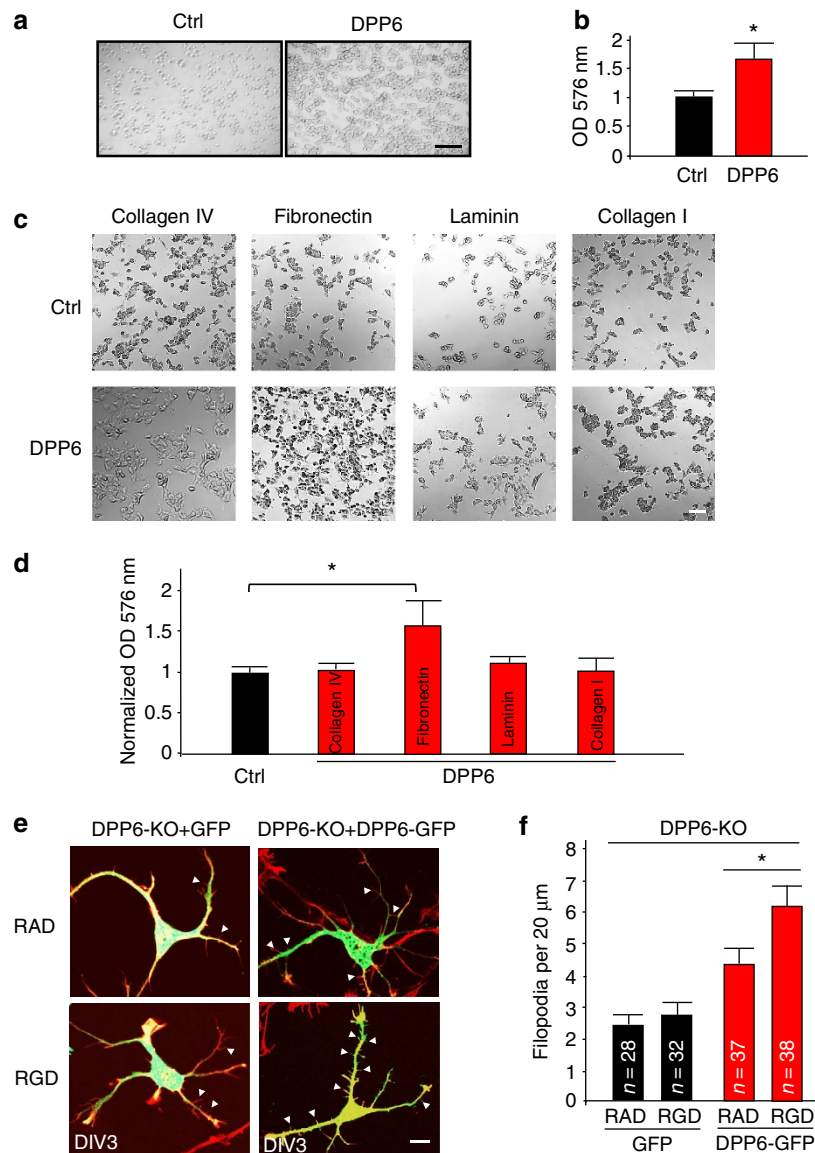 a
Ctrl
DPP6
b
*
OD 576 nm
2
1.5
1
0.5
0
Ctrl
DPP6
c
Collagen IV
Fibronectin
Laminin
Collagen I
Ctrl
DPP6
d
*
Normalized OD 576 nm
2
1.5
1
0.5
0
Collagen IV
Fibronectin
Laminin
Collagen I
Ctrl
DPP6
e
DPP6-KO+GFP
DPP6-KO+DPP6-GFP
RAD
RGD
DIV3
DIV3
f
DPP6-KO
*
Filopodia per 20 µm
8
7
6
5
4
3
2
1
0
n = 28
n = 32
n = 37
n = 38
RAD RGD RAD RGD
GFP
DPP6-GFP